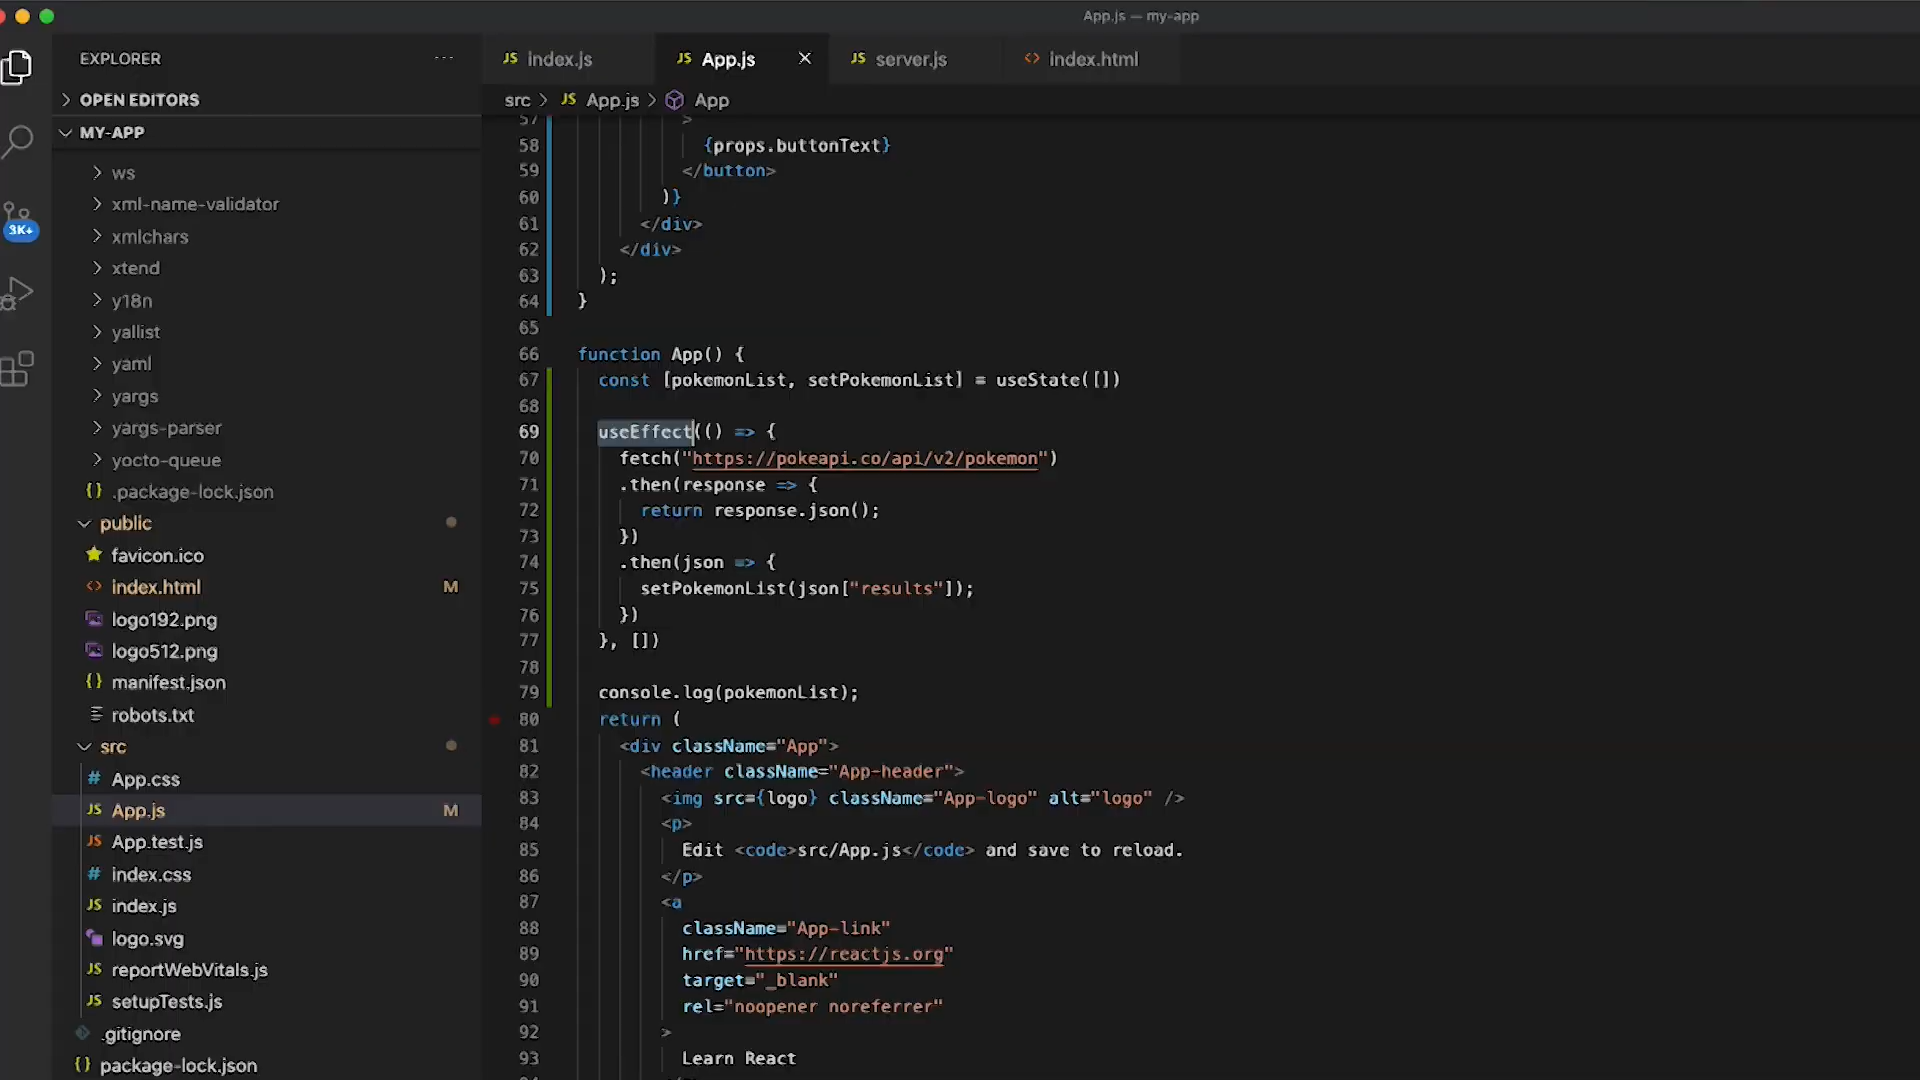 App.js — my-app
EXPLORER
OPEN EDITORS
MY-APP
ws
xml-name-validator
xmlchars
xtend
y18n
yallist
yaml
yargs
yargs-parser
yocto-queue
{} .package-lock.json
public
favicon.ico
<> index.html M
logo192.png
logo512.png
{} manifest.json
robots.txt
src
# App.css
JS App.js M
JS App.test.js
# index.css
JS index.js
logo.svg
JS reportWebVitals.js
JS setupTests.js
.gitignore
{} package-lock.json
3K+
JS index.js JS App.js × JS server.js <> index.html
src > JS App.js > App
57 >
58 {props.buttonText}
59 </button>
60 )}
61 </div>
62 </div>
63 );
64 }
65
66 function App() {
67 const [pokemonList, setPokemonList] = useState([])
68
69 useEffect(() => {
70 fetch("https://pokeapi.co/api/v2/pokemon")
71 .then(response => {
72 return response.json();
73 })
74 .then(json => {
75 setPokemonList(json["results"]);
76 })
77 }, [])
78
79 console.log(pokemonList);
80 return (
81 <div className="App">
82 <header className="App-header">
83 <img src={logo} className="App-logo" alt="logo" />
84 <p>
85 Edit <code>src/App.js</code> and save to reload.
86 </p>
87 <a
88 className="App-link"
89 href="https://reactjs.org"
90 target="_blank"
91 rel="noopener noreferrer"
92 >
93 Learn React